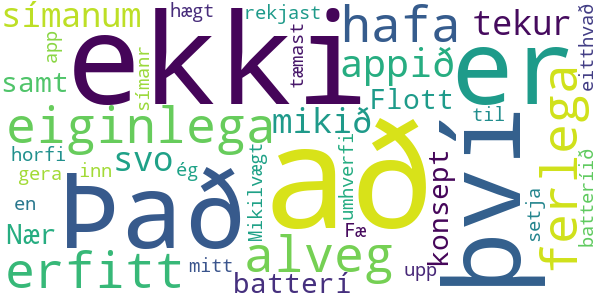 símanum
hægt
rekjast
hafa
tekur
eitthvað
app
ekki
er
tæmast
samt
símanr
appið
Flott
eiginlega
mikið
til
því
ferlega
horfi
inn
svo
ég
að
gera
Það
Mikilvægt
umhverfi
konsept
setja
batteríið
en
Nær
alveg
Fæ
erfitt
mitt
batterí
upp